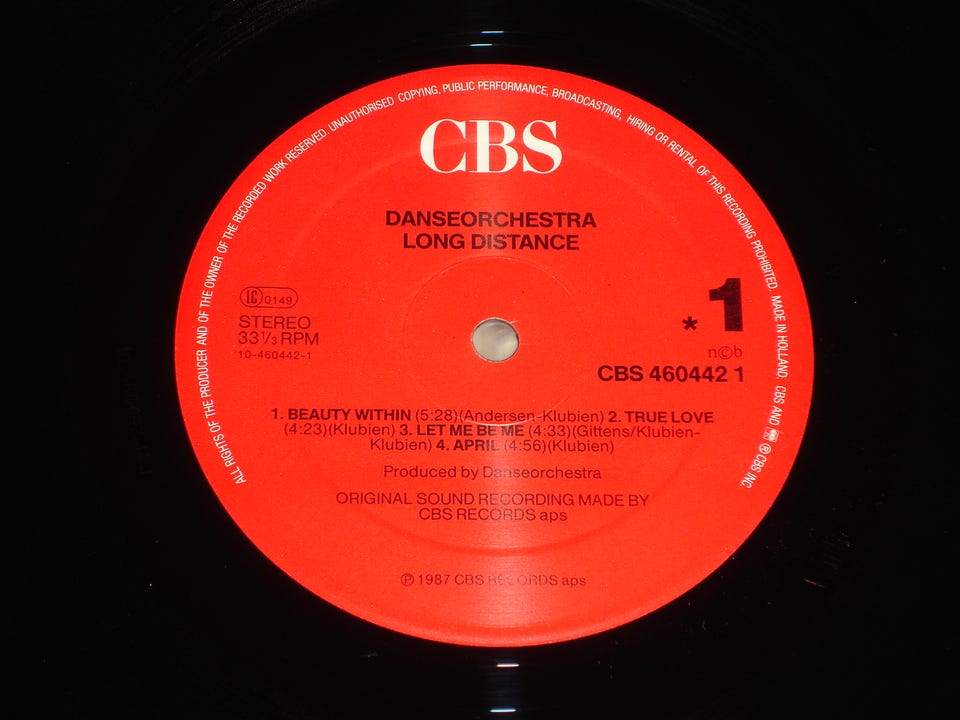 ALL RIGHTS OF THE PRODUCER AND OF THE OWNER OF THE RECORDED WORK RESERVED. UNAUTHORISED COPYING, PUBLIC PERFORMANCE, BROADCASTING, HIRING OR RENTAL OF THIS RECORDING PROHIBITED. MADE IN HOLLAND. CBS AND ® CBS INC.
CBS
DANSEORCHESTRA
LONG DISTANCE
LC 0149
STEREO
33⅓ RPM
10-460442-1
* 1
n©b
CBS 460442 1
1. BEAUTY WITHIN (5:28)(Andersen-Klubien) 2. TRUE LOVE
(4:23)(Klubien) 3. LET ME BE ME (4:33)(Gittens/Klubien-
Klubien) 4. APRIL (4:56)(Klubien)
Produced by Danseorchestra
ORIGINAL SOUND RECORDING MADE BY
CBS RECORDS aps
℗ 1987 CBS RECORDS aps